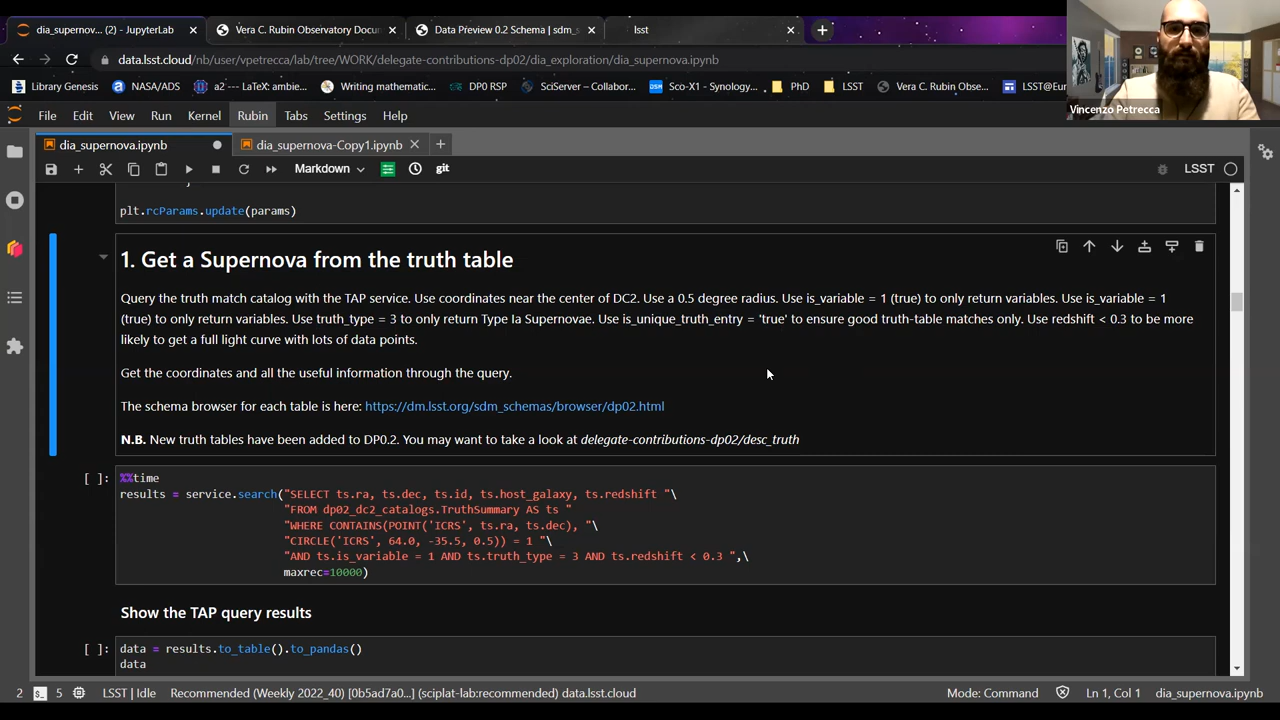 dia_supernov... (2) - JupyterLab
Vera C. Rubin Observatory Docu
Data Preview 0.2 Schema | sdm_s
lsst
data.lsst.cloud/nb/user/vpetrecca/lab/tree/WORK/delegate-contributions-dp02/dia_exploration/dia_supernova.ipynb
Library Genesis
NASA/ADS
a2 --- LaTeX: ambie...
Writing mathematic...
DP0 RSP
SciServer – Collabor...
Sco-X1 - Synology...
PhD
LSST
Vera C. Rubin Obse...
LSST@Eur
Vincenzo Petrecca
File Edit View Run Kernel Rubin Tabs Settings Help
dia_supernova.ipynb
dia_supernova-Copy1.ipynb
Markdown
git
LSST
plt.rcParams.update(params)
1. Get a Supernova from the truth table
Query the truth match catalog with the TAP service. Use coordinates near the center of DC2. Use a 0.5 degree radius. Use is_variable = 1 (true) to only return variables. Use is_variable = 1
(true) to only return variables. Use truth_type = 3 to only return Type Ia Supernovae. Use is_unique_truth_entry = 'true' to ensure good truth-table matches only. Use redshift < 0.3 to be more
likely to get a full light curve with lots of data points.
Get the coordinates and all the useful information through the query.
The schema browser for each table is here: https://dm.lsst.org/sdm_schemas/browser/dp02.html
N.B. New truth tables have been added to DP0.2. You may want to take a look at delegate-contributions-dp02/desc_truth
[ ]: %%time
results = service.search("SELECT ts.ra, ts.dec, ts.id, ts.host_galaxy, ts.redshift "\
"FROM dp02_dc2_catalogs.TruthSummary AS ts "
"WHERE CONTAINS(POINT('ICRS', ts.ra, ts.dec), "\
"CIRCLE('ICRS', 64.0, -35.5, 0.5)) = 1 "\
"AND ts.is_variable = 1 AND ts.truth_type = 3 AND ts.redshift < 0.3 ",\
maxrec=10000)
Show the TAP query results
[ ]: data = results.to_table().to_pandas()
data
2 5 LSST | Idle Recommended (Weekly 2022_40) [0b5ad7a0...] (sciplat-lab:recommended) data.lsst.cloud Mode: Command Ln 1, Col 1 dia_supernova.ipynb